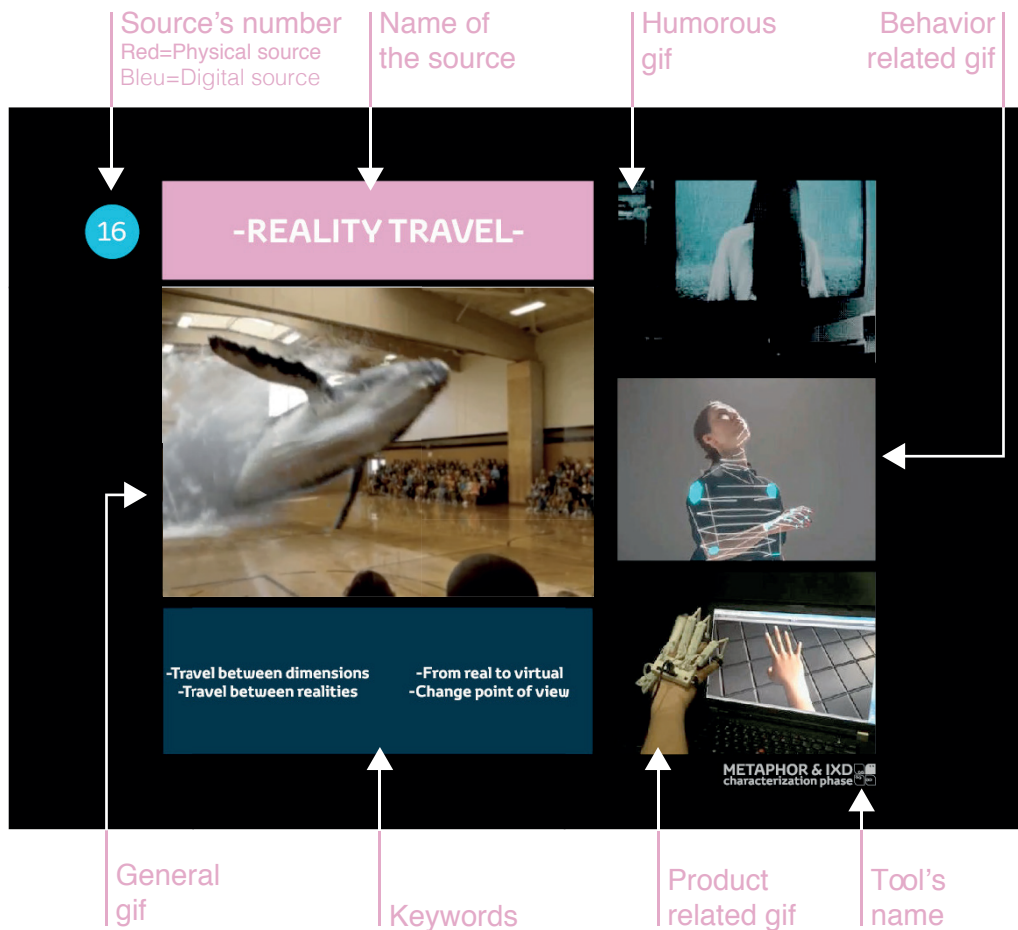 Source's number
Red=Physical source
Bleu=Digital source
Name of
the source
Humorous
gif
Behavior
related gif
16
-REALITY TRAVEL-
-Travel between dimensions
-Travel between realities
-From real to virtual
-Change point of view
METAPHOR & IXD
characterization phase
General
gif
Keywords
Product
related gif
Tool's
name